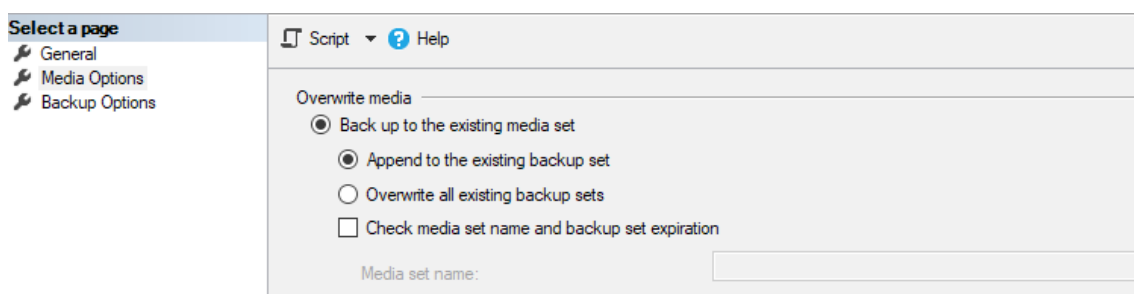 Select a page
General
Media Options
Backup Options
Script ? Help
Overwrite media
Back up to the existing media set
Append to the existing backup set
Overwrite all existing backup sets
Check media set name and backup set expiration
Media set name: